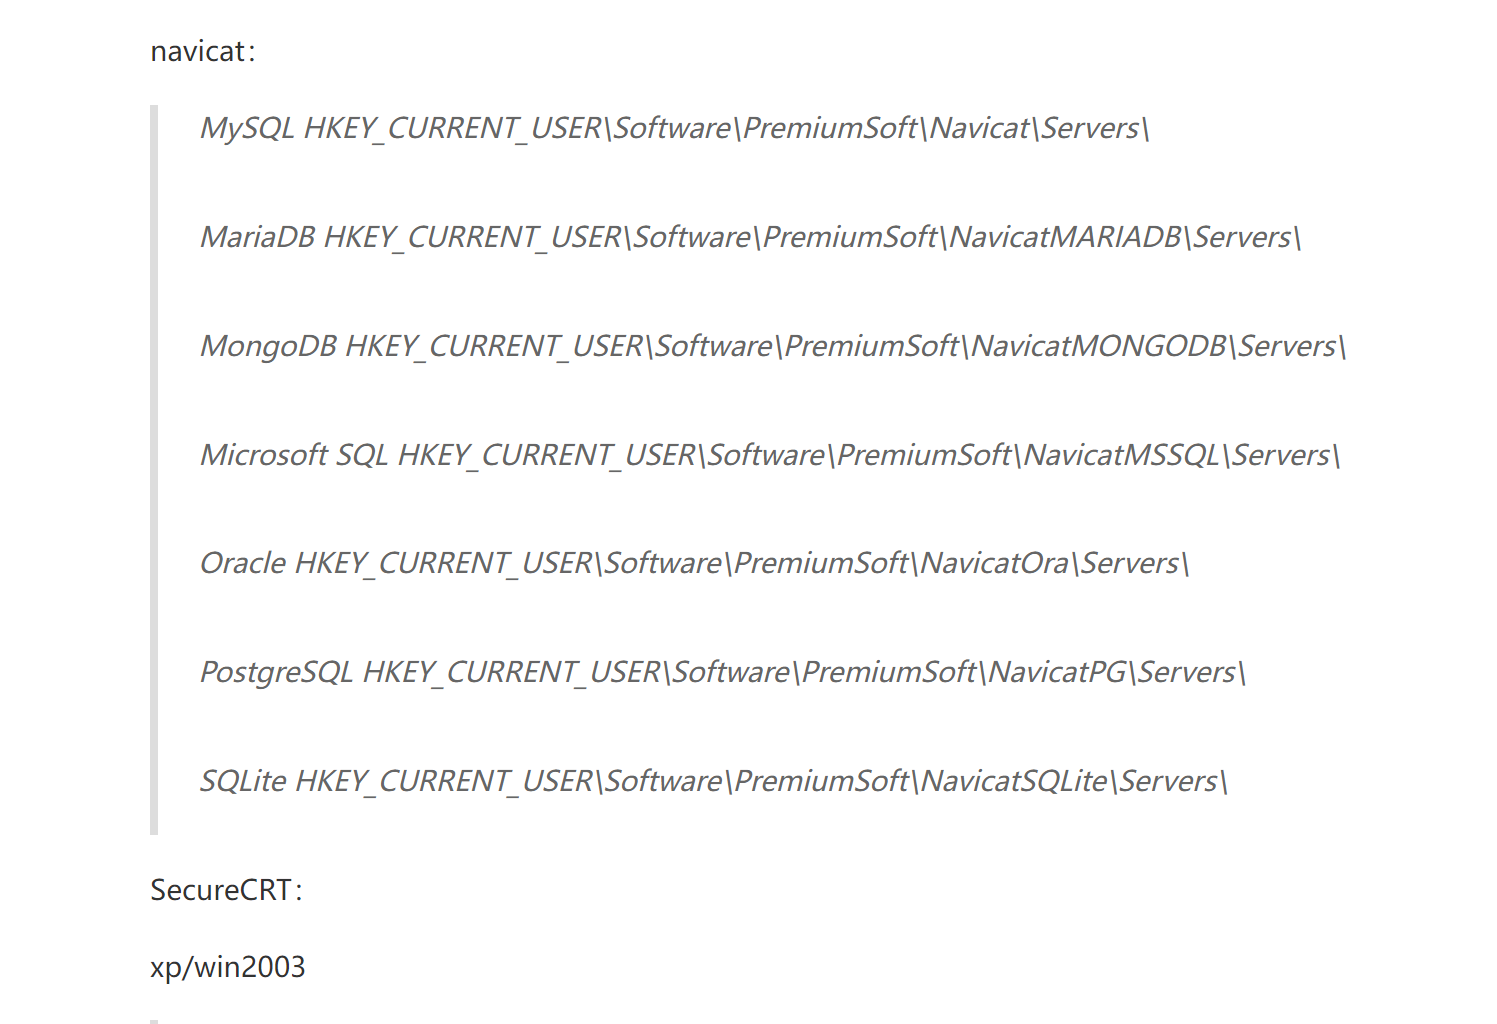 navicat：
MySQL HKEY_CURRENT_USER\Software\PremiumSoft\Navicat\Servers\
MariaDB HKEY_CURRENT_USER\Software\PremiumSoft\NavicatMARIADB\Servers\
MongoDB HKEY_CURRENT_USER\Software\PremiumSoft\NavicatMONGODB\Servers\
Microsoft SQL HKEY_CURRENT_USER\Software\PremiumSoft\NavicatMSSQL\Servers\
Oracle HKEY_CURRENT_USER\Software\PremiumSoft\NavicatOra\Servers\
PostgreSQL HKEY_CURRENT_USER\Software\PremiumSoft\NavicatPG\Servers\
SQLite HKEY_CURRENT_USER\Software\PremiumSoft\NavicatSQLite\Servers\
SecureCRT：
xp/win2003